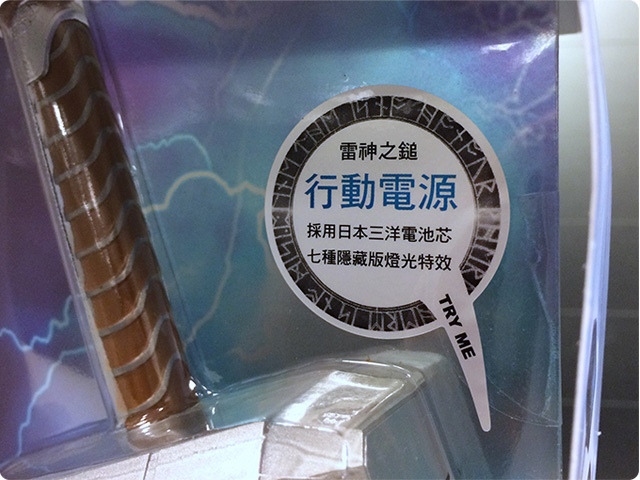 雷神之鎚
行動電源
採用日本三洋電池芯
七種隱藏版燈光特效
TRY ME